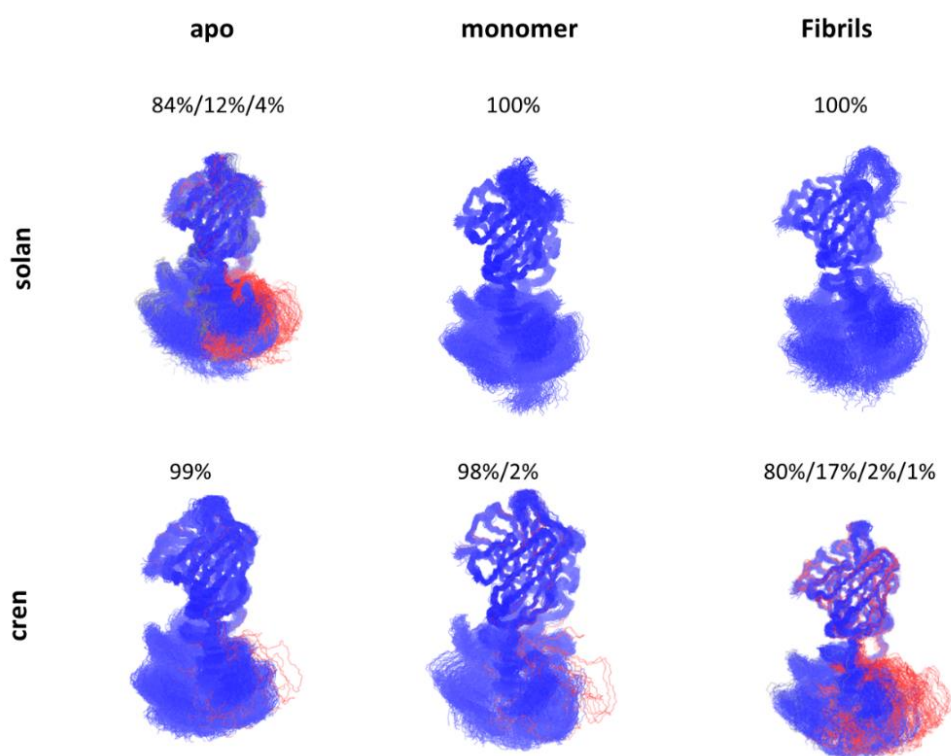 apo monomer Fibrils
84%/12%/4% 100% 100%
solan
99% 98%/2% 80%/17%/2%/1%
cren